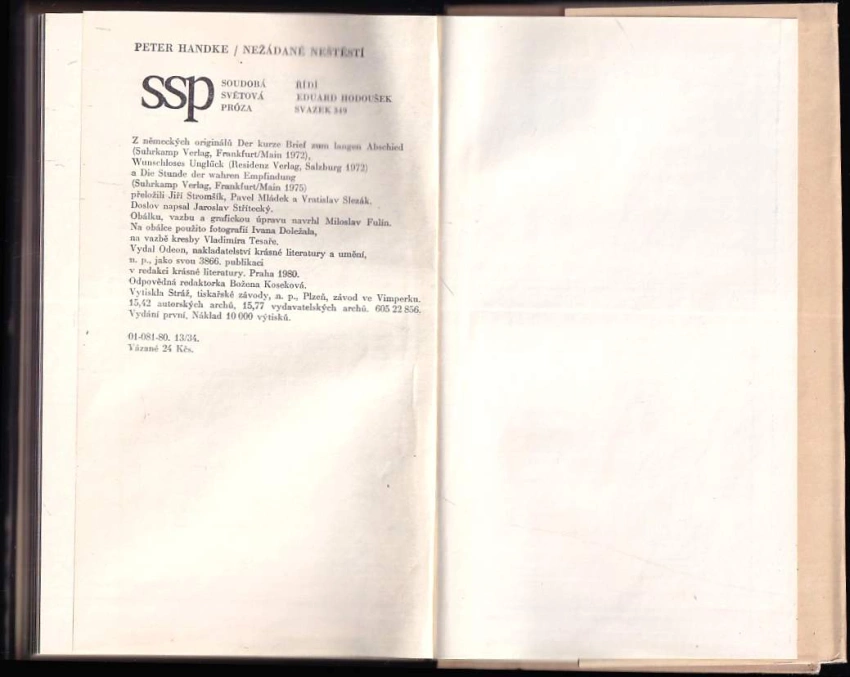 PETER HANDKE / NEŽÁDANÉ NEŠTĚSTÍ
ssp
SOUDOBÁ
SVĚTOVÁ
PRÓZA
ŘÍDÍ
EDUARD HODOUŠEK
SVAZEK 349
Z německých originálů Der kurze Brief zum langen Abschied
(Suhrkamp Verlag, Frankfurt/Main 1972),
Wunschloses Unglück (Residenz Verlag, Salzburg 1972)
a Die Stunde der wahren Empfindung
(Suhrkamp Verlag, Frankfurt/Main 1975)
přeložili Jiří Stromšík, Pavel Mládek a Vratislav Slezák.
Doslov napsal Jaroslav Střítecký.
Obálku, vazbu a grafickou úpravu navrhl Miloslav Fulín.
Na obálce použito fotografií Ivana Doležala,
na vazbě kresby Vladimíra Tesaře.
Vydal Odeon, nakladatelství krásné literatury a umění,
n. p., jako svou 3866. publikaci
v redakci krásné literatury. Praha 1980.
Odpovědná redaktorka Božena Koseková.
Vytiskla Stráž, tiskařské závody, n. p., Plzeň, závod ve Vimperku.
15,42 autorských archů, 15,77 vydavatelských archů. 605 22 856.
Vydání první. Náklad 10 000 výtisků.
01-081-80. 13/34.
Vázané 24 Kčs.